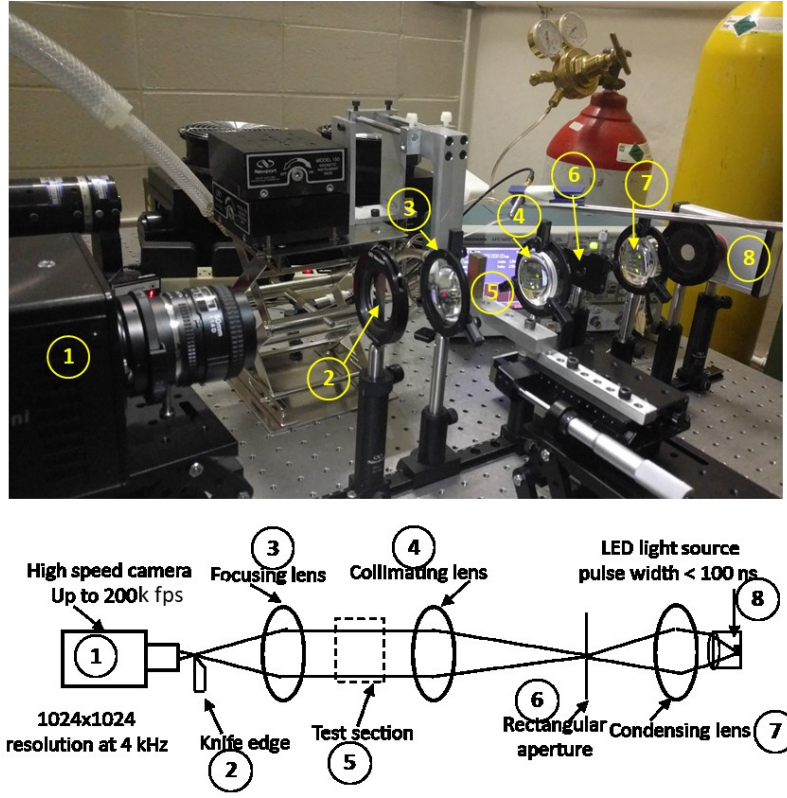 Newport
MODEL 150
3
6
7
4
8
5
1
2
3
4
LED light source
High speed camera
Focusing lens
Collimating lens
pulse width < 100 ns
Up to 200k fps
8
1
1024x1024
6
resolution at 4 kHz
Knife edge
Test section
Rectangular
Condensing lens
7
aperture
2
5